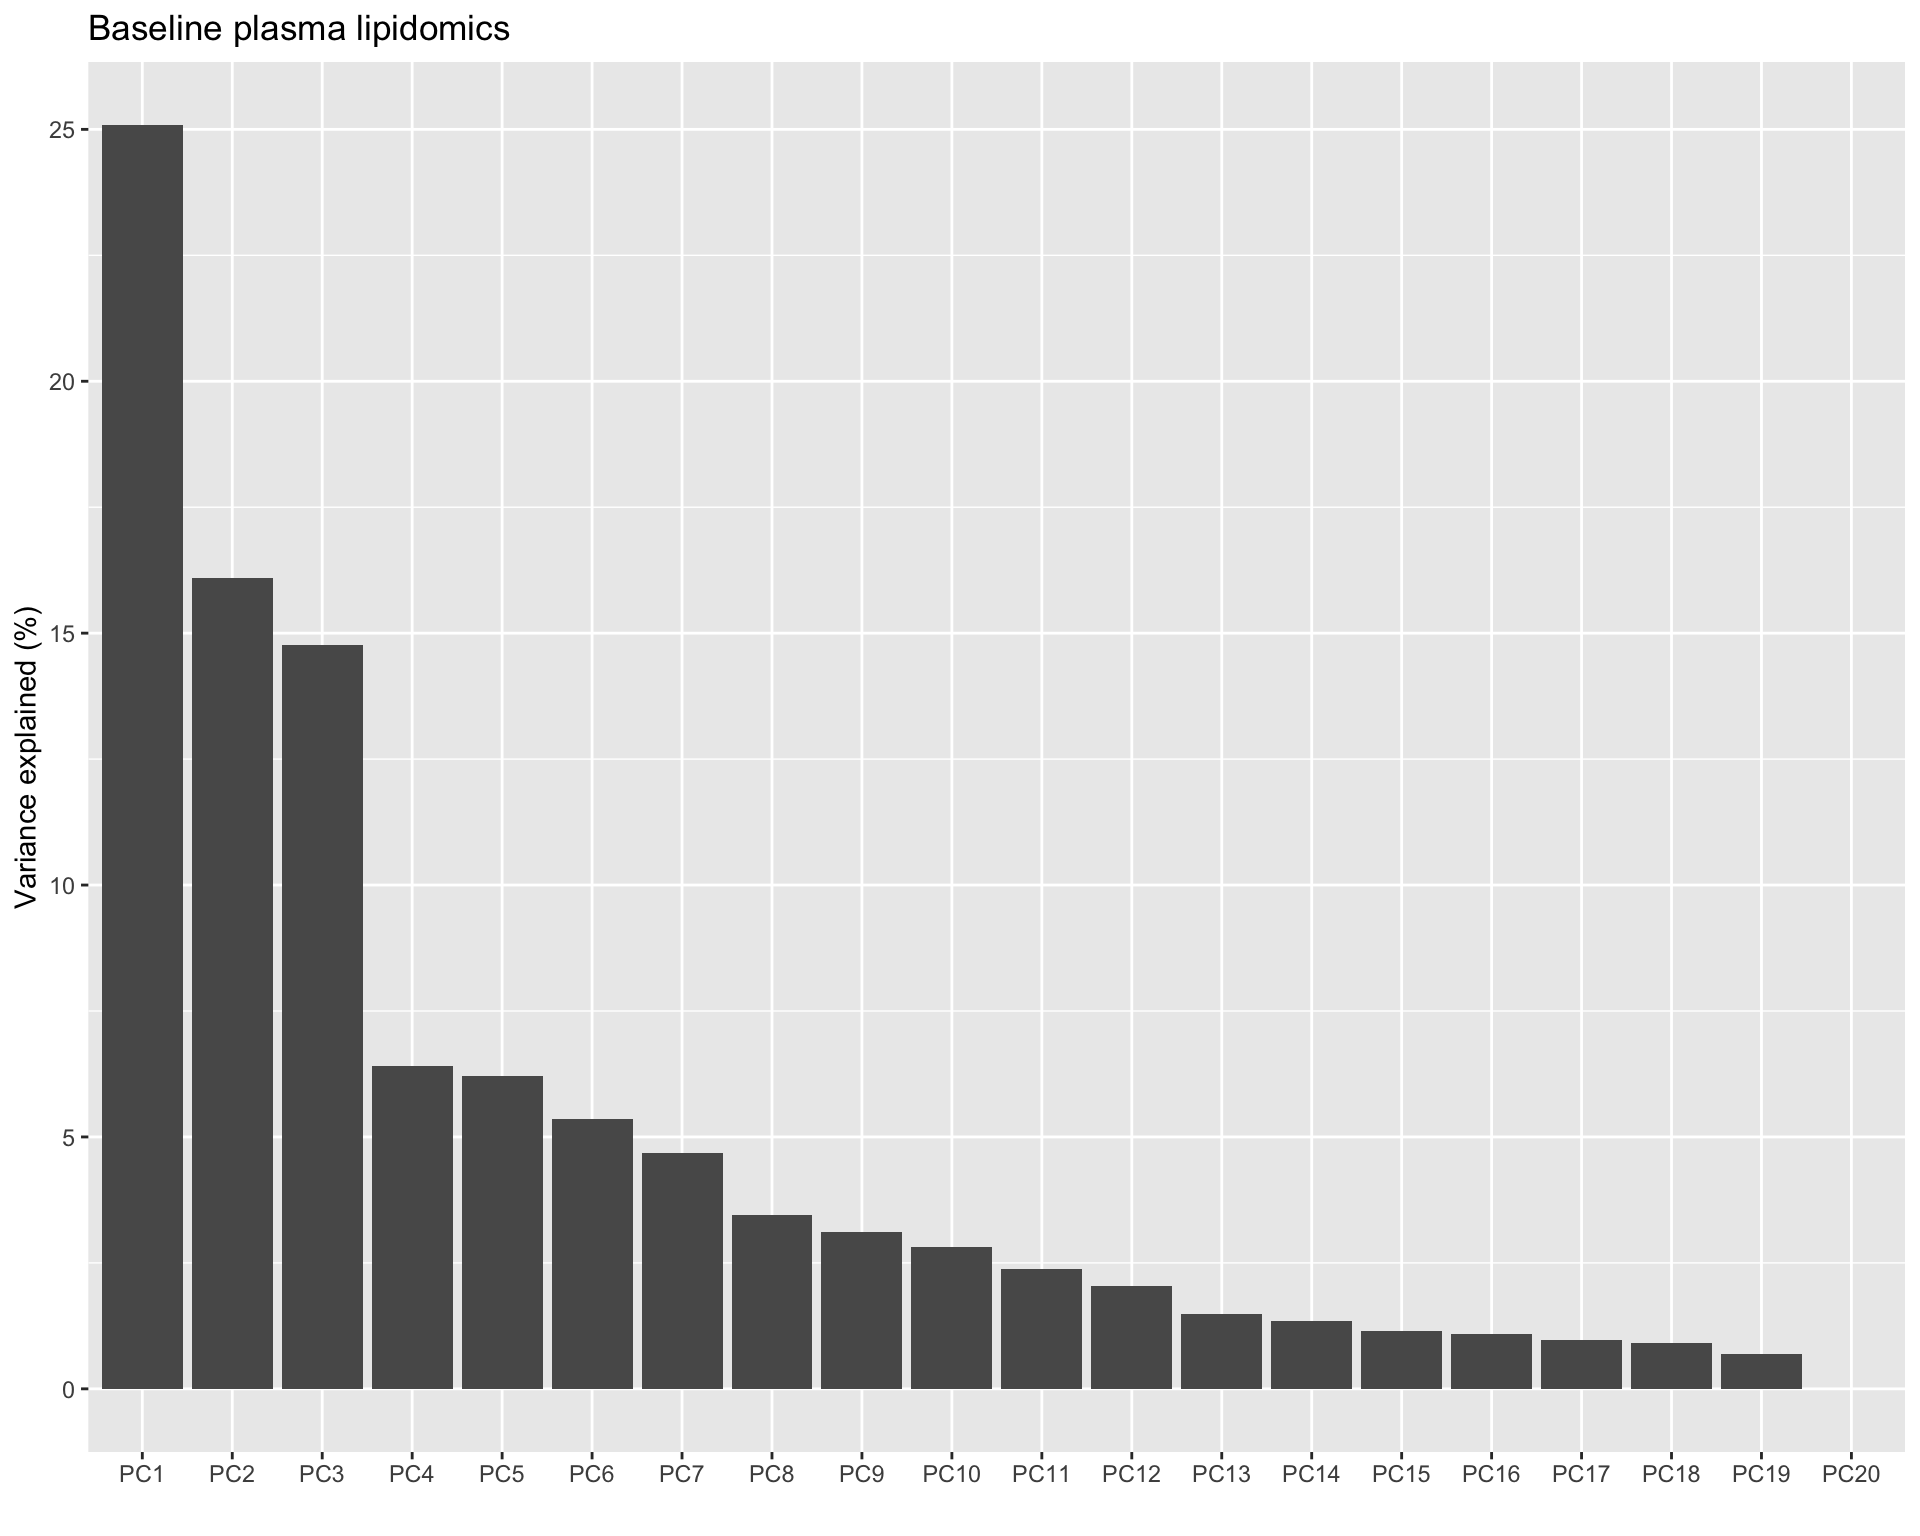 Baseline plasma lipidomics
Variance explained (%)
25
20
15
10
5
0
PC1 PC2 PC3 PC4 PC5 PC6 PC7 PC8 PC9 PC10 PC11 PC12 PC13 PC14 PC15 PC16 PC17 PC18 PC19 PC20